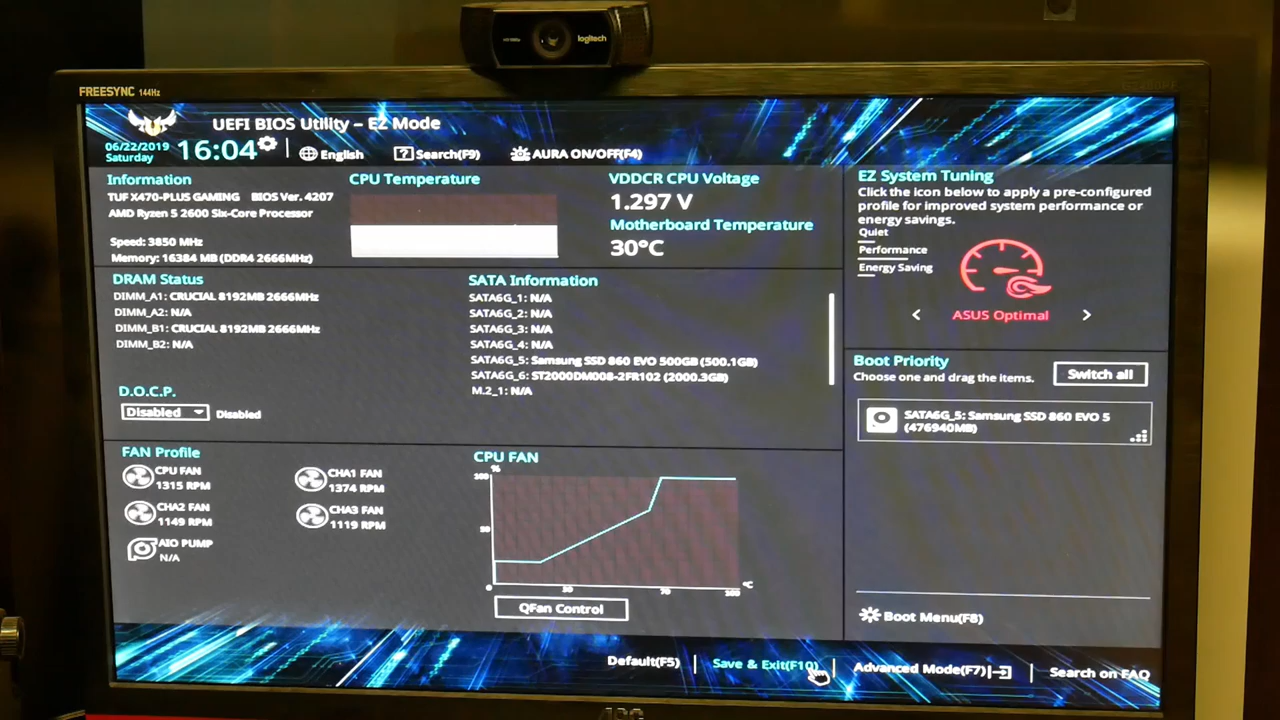 logitech
FREESYNC 144Hz
UEFI BIOS Utility – EZ Mode
06/22/2019
Saturday
16:04
English
Search(F9)
AURA ON/OFF(F4)
Information
TUF X470-PLUS GAMING BIOS Ver. 4207
AMD Ryzen 5 2600 Six-Core Processor
Speed: 3850 MHz
Memory: 16384 MB (DDR4 2666MHz)
CPU Temperature
VDDCR CPU Voltage
1.297 V
Motherboard Temperature
30°C
EZ System Tuning
Click the icon below to apply a pre-configured
profile for improved system performance or
energy savings.
Quiet
Performance
Energy Saving
ASUS Optimal
DRAM Status
DIMM_A1: CRUCIAL 8192MB 2666MHz
DIMM_A2: N/A
DIMM_B1: CRUCIAL 8192MB 2666MHz
DIMM_B2: N/A
SATA Information
SATA6G_1: N/A
SATA6G_2: N/A
SATA6G_3: N/A
SATA6G_4: N/A
SATA6G_5: Samsung SSD 860 EVO 500GB (500.1GB)
SATA6G_6: ST2000DM008-2FR102 (2000.3GB)
M.2_1: N/A
D.O.C.P.
Disabled Disabled
Boot Priority
Choose one and drag the items.
Switch all
SATA6G_5: Samsung SSD 860 EVO 5
(476940MB)
FAN Profile
CPU FAN
1315 RPM
CHA1 FAN
1374 RPM
CHA2 FAN
1149 RPM
CHA3 FAN
1119 RPM
AIO PUMP
N/A
CPU FAN
%
100
50
0
30
70
100
°C
QFan Control
Boot Menu(F8)
Default(F5)
Save & Exit(F10)
Advanced Mode(F7)
Search on FAQ
AOC